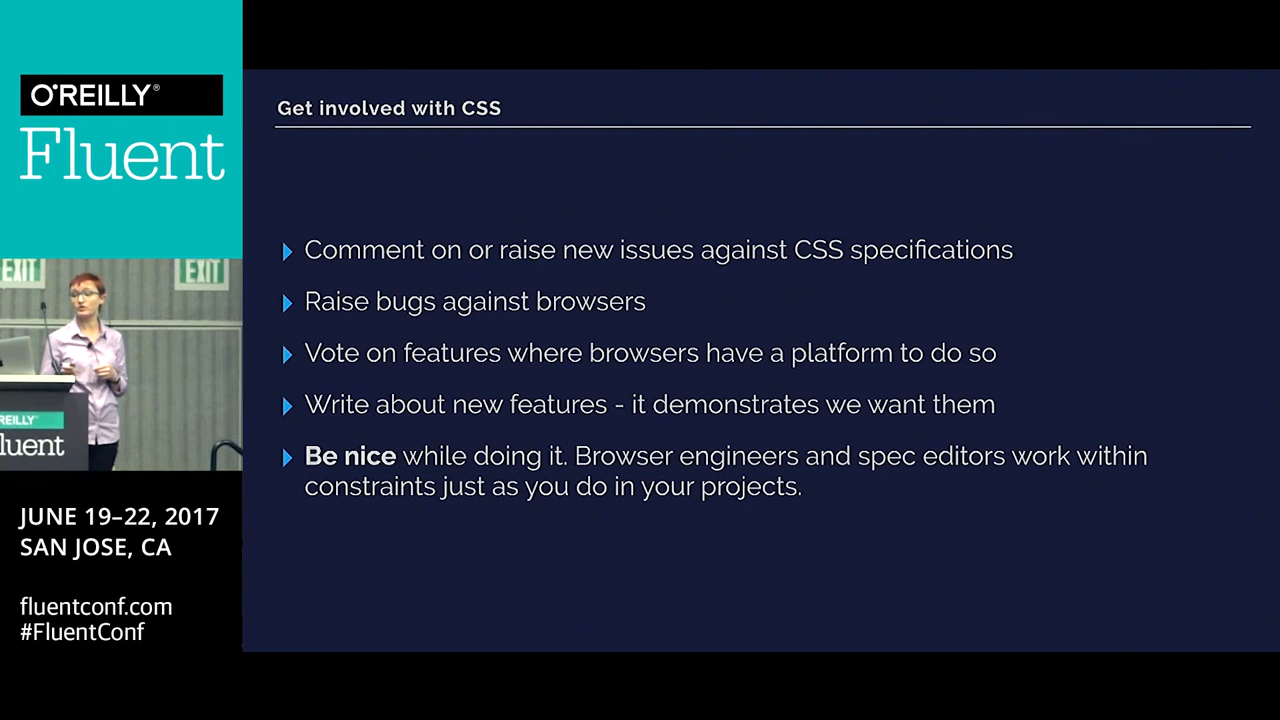 O'REILLY®
Fluent
EXIT
EXIT
REILLY
luent
JUNE 19–22, 2017
SAN JOSE, CA
fluentconf.com
#FluentConf
Get involved with CSS
Comment on or raise new issues against CSS specifications
Raise bugs against browsers
Vote on features where browsers have a platform to do so
Write about new features - it demonstrates we want them
Be nice while doing it. Browser engineers and spec editors work within
constraints just as you do in your projects.